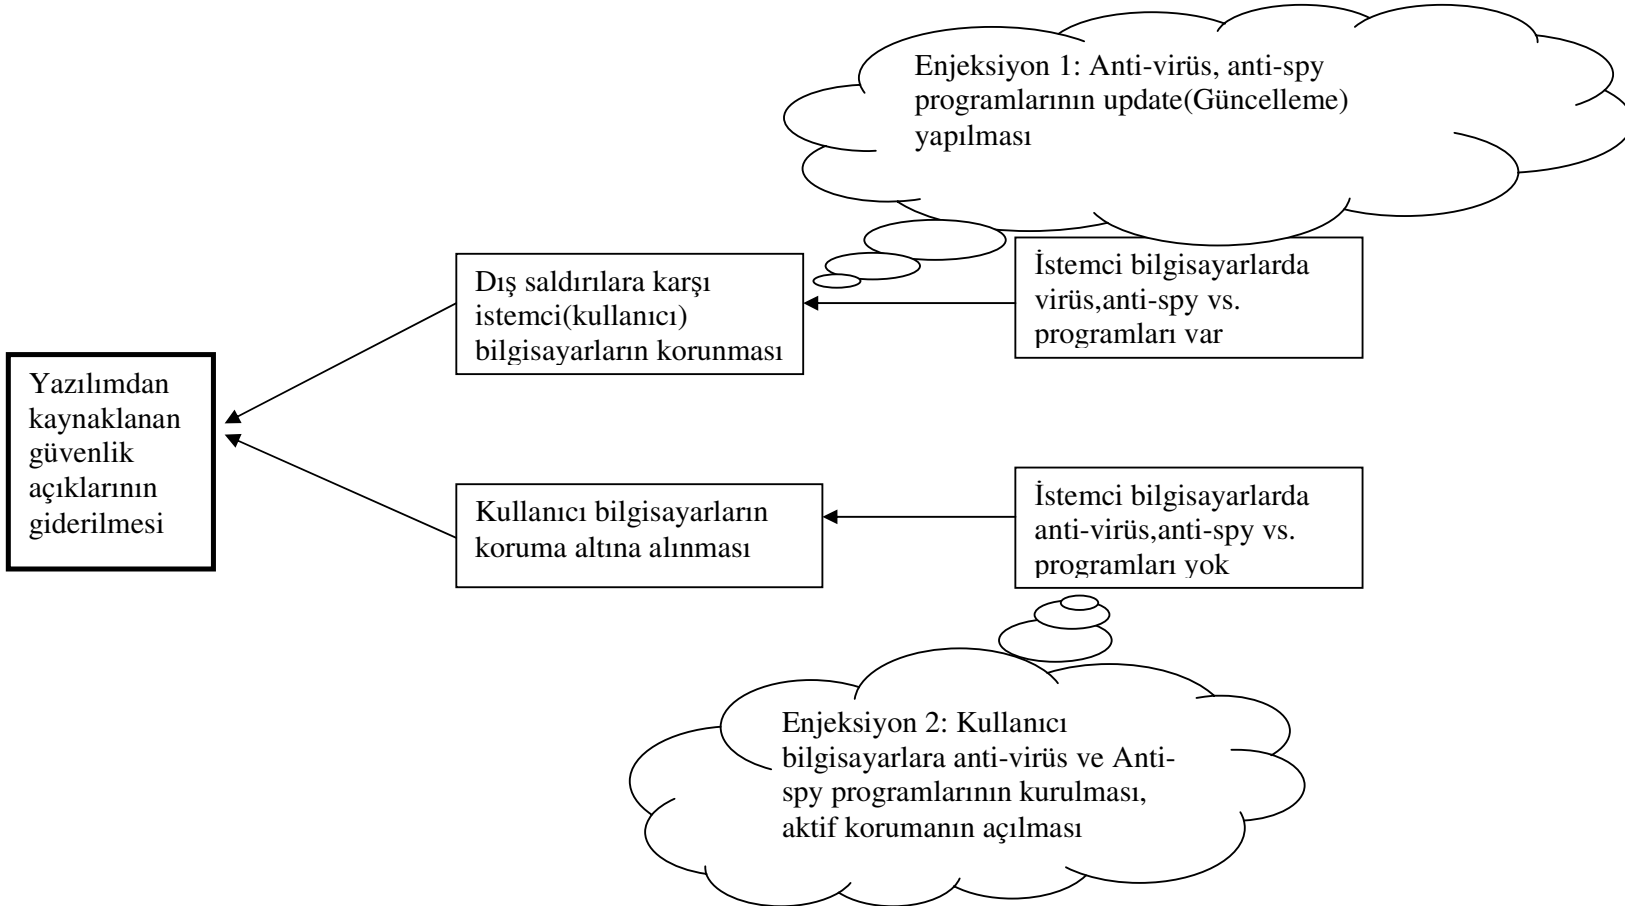 Enjeksiyon 1: Anti-virüs, anti-spy
programlarının update(Güncelleme)
yapılması
Dış saldırılara karşı
istemci(kullanıcı)
bilgisayarların korunması
İstemci bilgisayarlarda
virüs,anti-spy vs.
programları var
Yazılımdan
kaynaklanan
güvenlik
açıklarının
giderilmesi
Kullanıcı bilgisayarların
koruma altına alınması
İstemci bilgisayarlarda
anti-virüs,anti-spy vs.
programları yok
Enjeksiyon 2: Kullanıcı
bilgisayarlara anti-virüs ve Anti-
spy programlarının kurulması,
aktif korumanın açılması